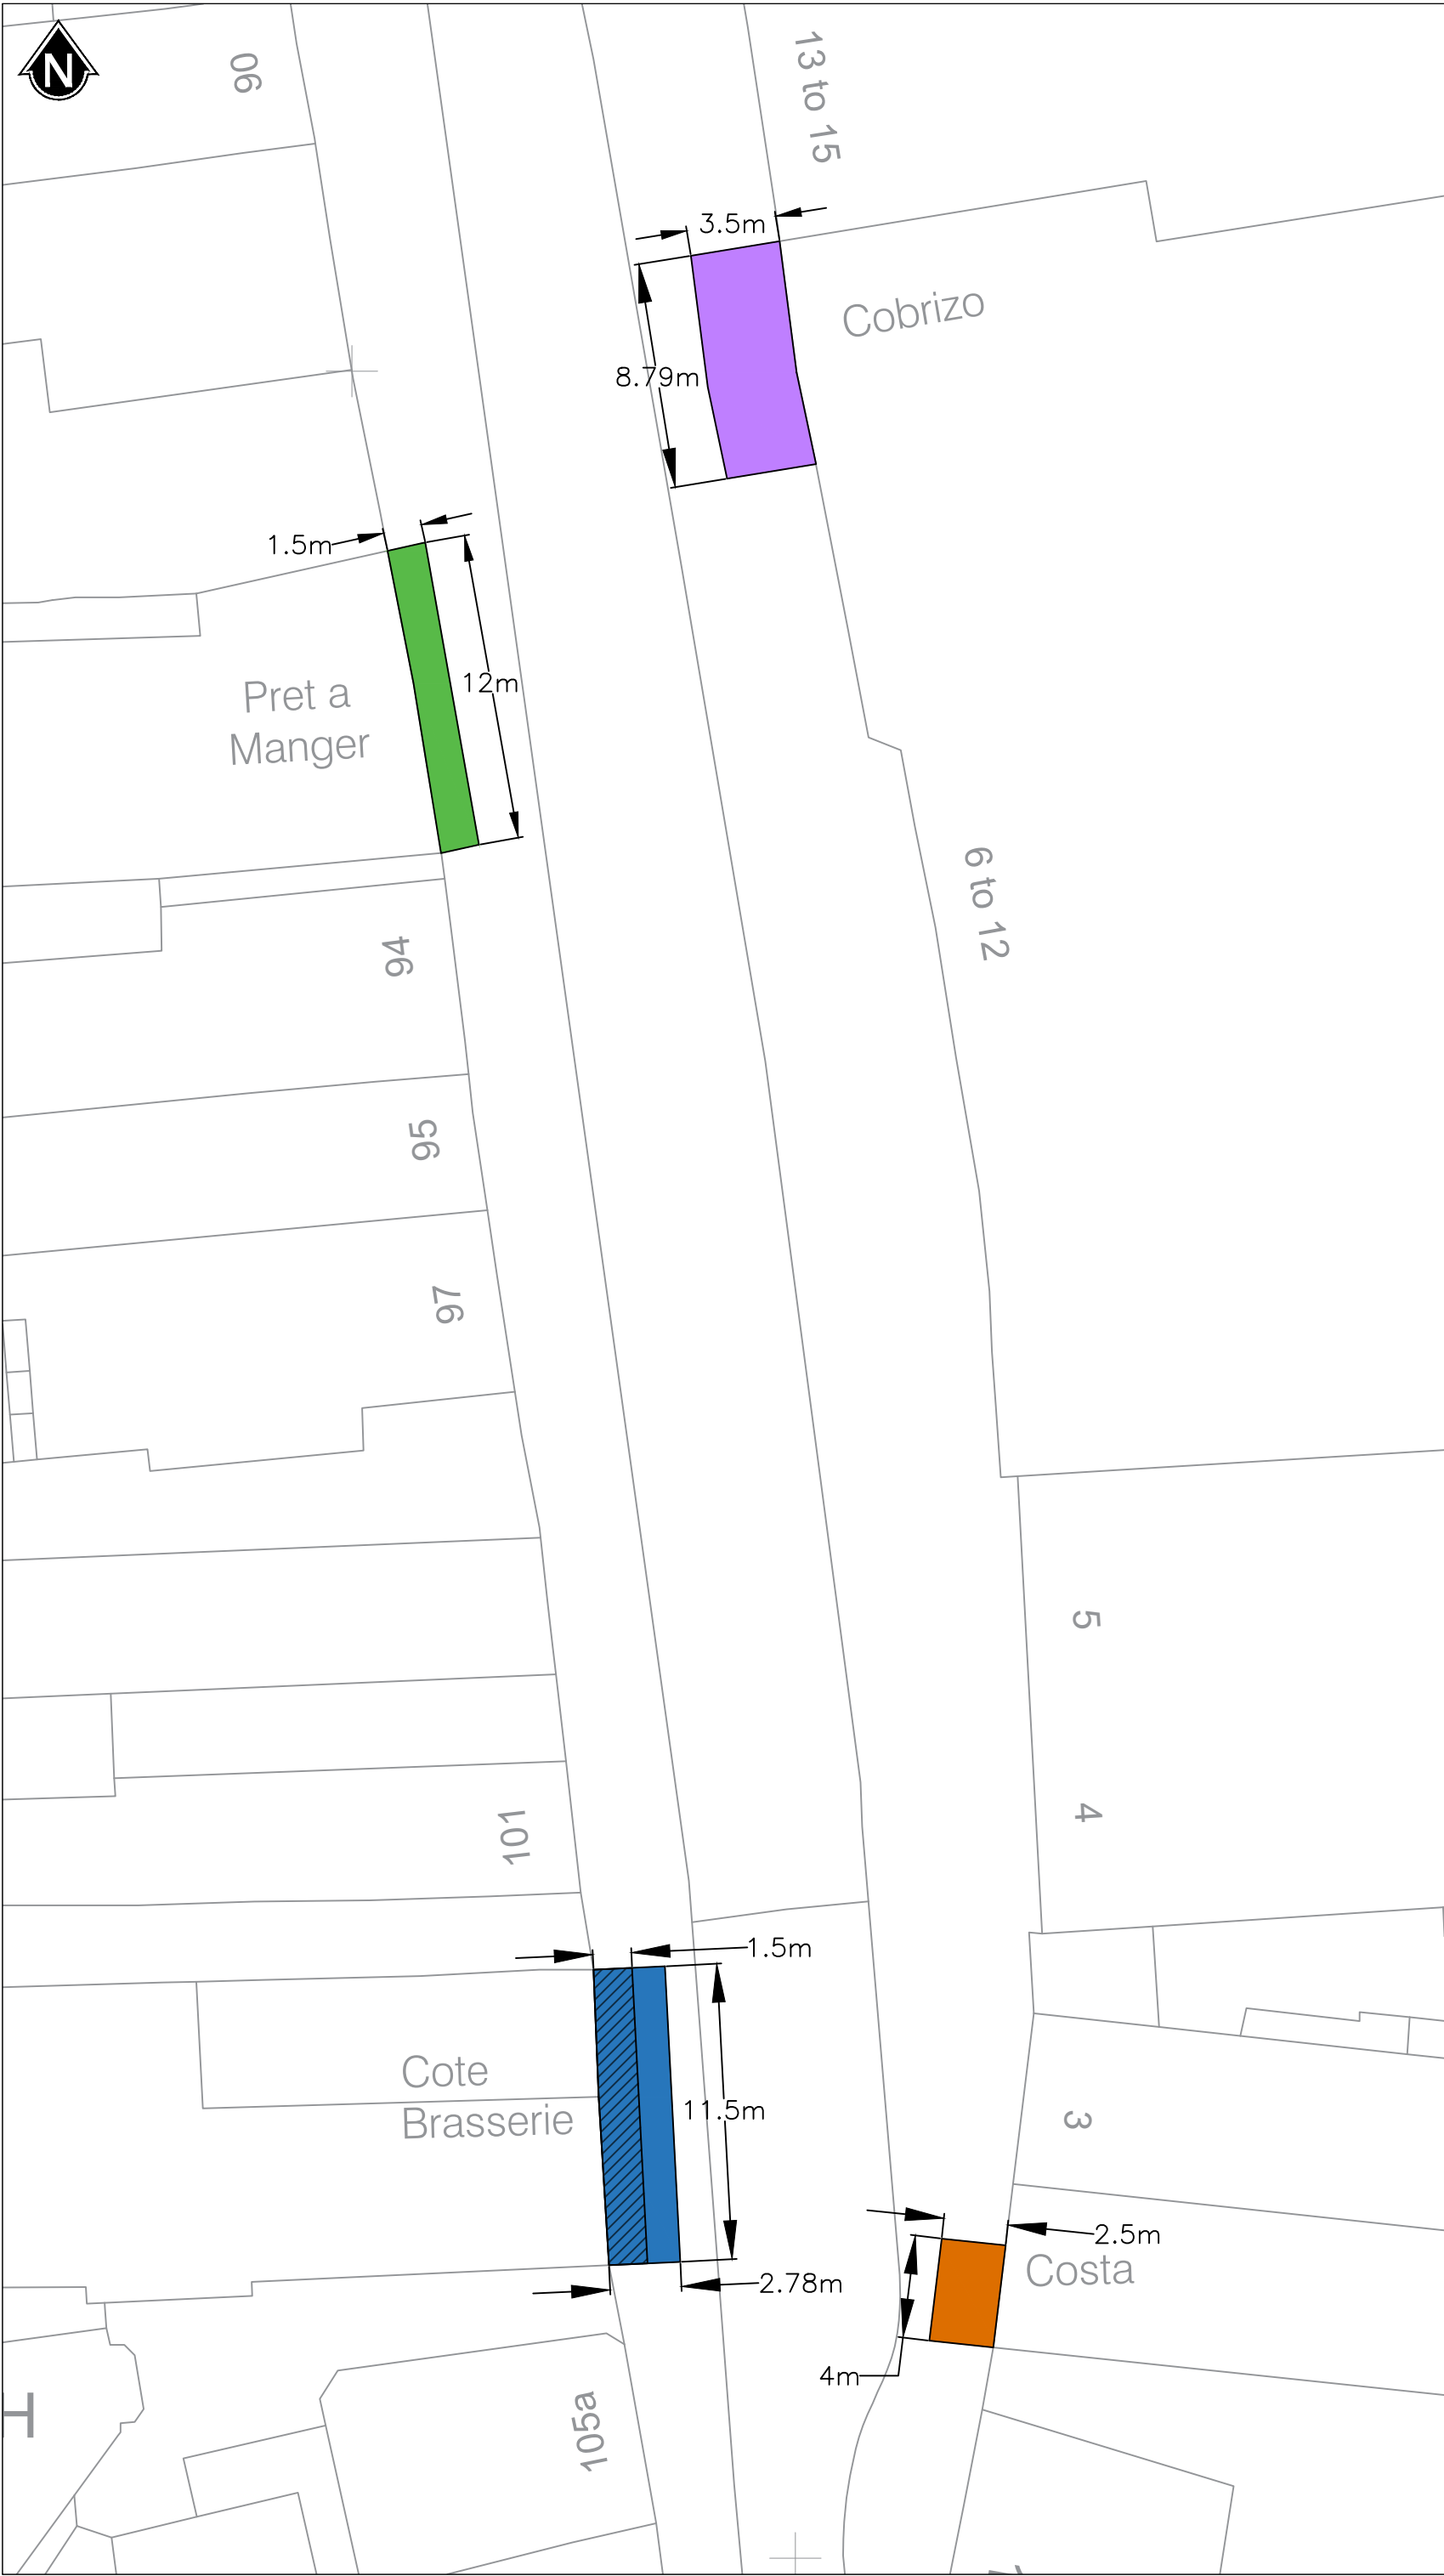 N
90
13 to 15
3.5m
Cobrizo
8.79m
1.5m
12m
Pret a
Manger
6 to 12
94
95
97
5
4
101
1.5m
Cote
Brasserie
11.5m
3
2.5m
Costa
2.78m
4m
105a